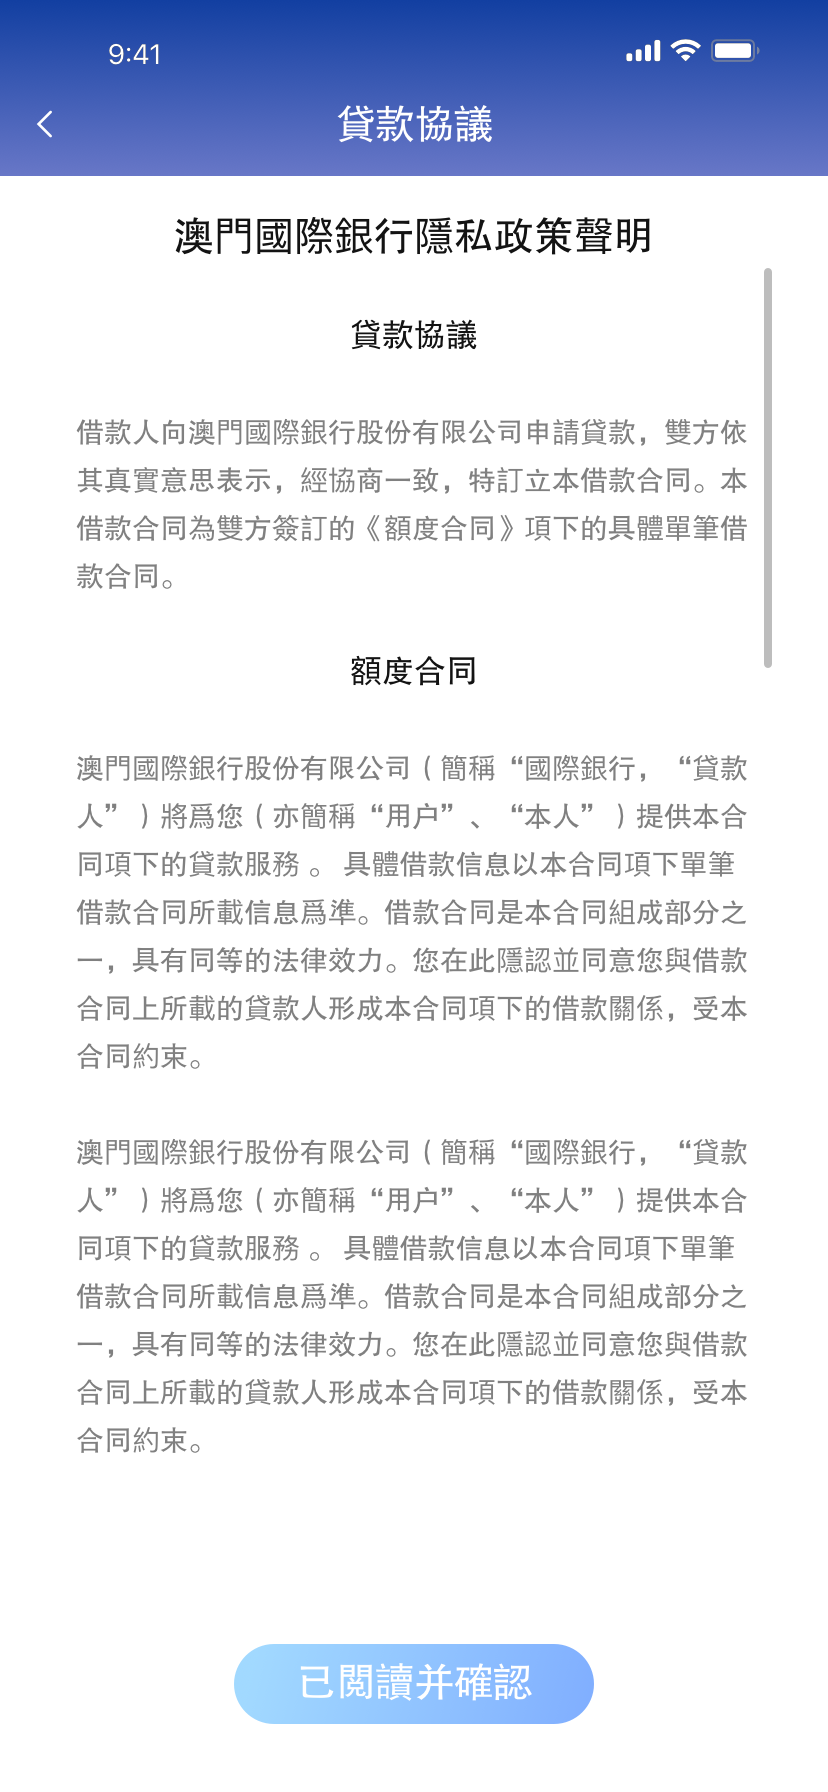 9:41
貸款協議
澳門國際銀行隱私政策聲明
貸款協議
借款人向澳門國際銀行股份有限公司申請貸款，雙方依
其真實意思表示，經協商一致，特訂立本借款合同。本
借款合同為雙方簽訂的《額度合同》項下的具體單筆借
款合同。
額度合同
澳門國際銀行股份有限公司（簡稱“國際銀行，“貸款
人”）將爲您（亦簡稱“用户”、“本人”）提供本合
同項下的貸款服務 。 具體借款信息以本合同項下單筆
借款合同所載信息爲準。借款合同是本合同組成部分之
一，具有同等的法律效力。您在此隱認並同意您與借款
合同上所載的貸款人形成本合同項下的借款關係，受本
合同約束。
澳門國際銀行股份有限公司（簡稱“國際銀行，“貸款
人”）將爲您（亦簡稱“用户”、“本人”）提供本合
同項下的貸款服務 。 具體借款信息以本合同項下單筆
借款合同所載信息爲準。借款合同是本合同組成部分之
一，具有同等的法律效力。您在此隱認並同意您與借款
合同上所載的貸款人形成本合同項下的借款關係，受本
合同約束。
已閲讀并確認